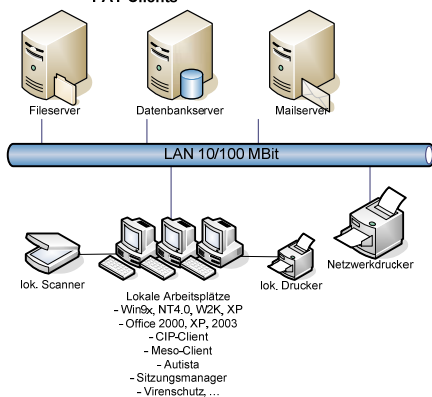 FAT Clients
Fileserver
Datenbankserver
Mailserver
LAN 10/100 MBit
lok. Scanner
lok. Drucker
Netzwerkdrucker
Lokale Arbeitsplätze
- Win9x, NT4.0, W2K, XP
- Office 2000, XP, 2003
- CIP-Client
- Meso-Client
- Autista
- Sitzungsmanager
- Virenschutz, ...